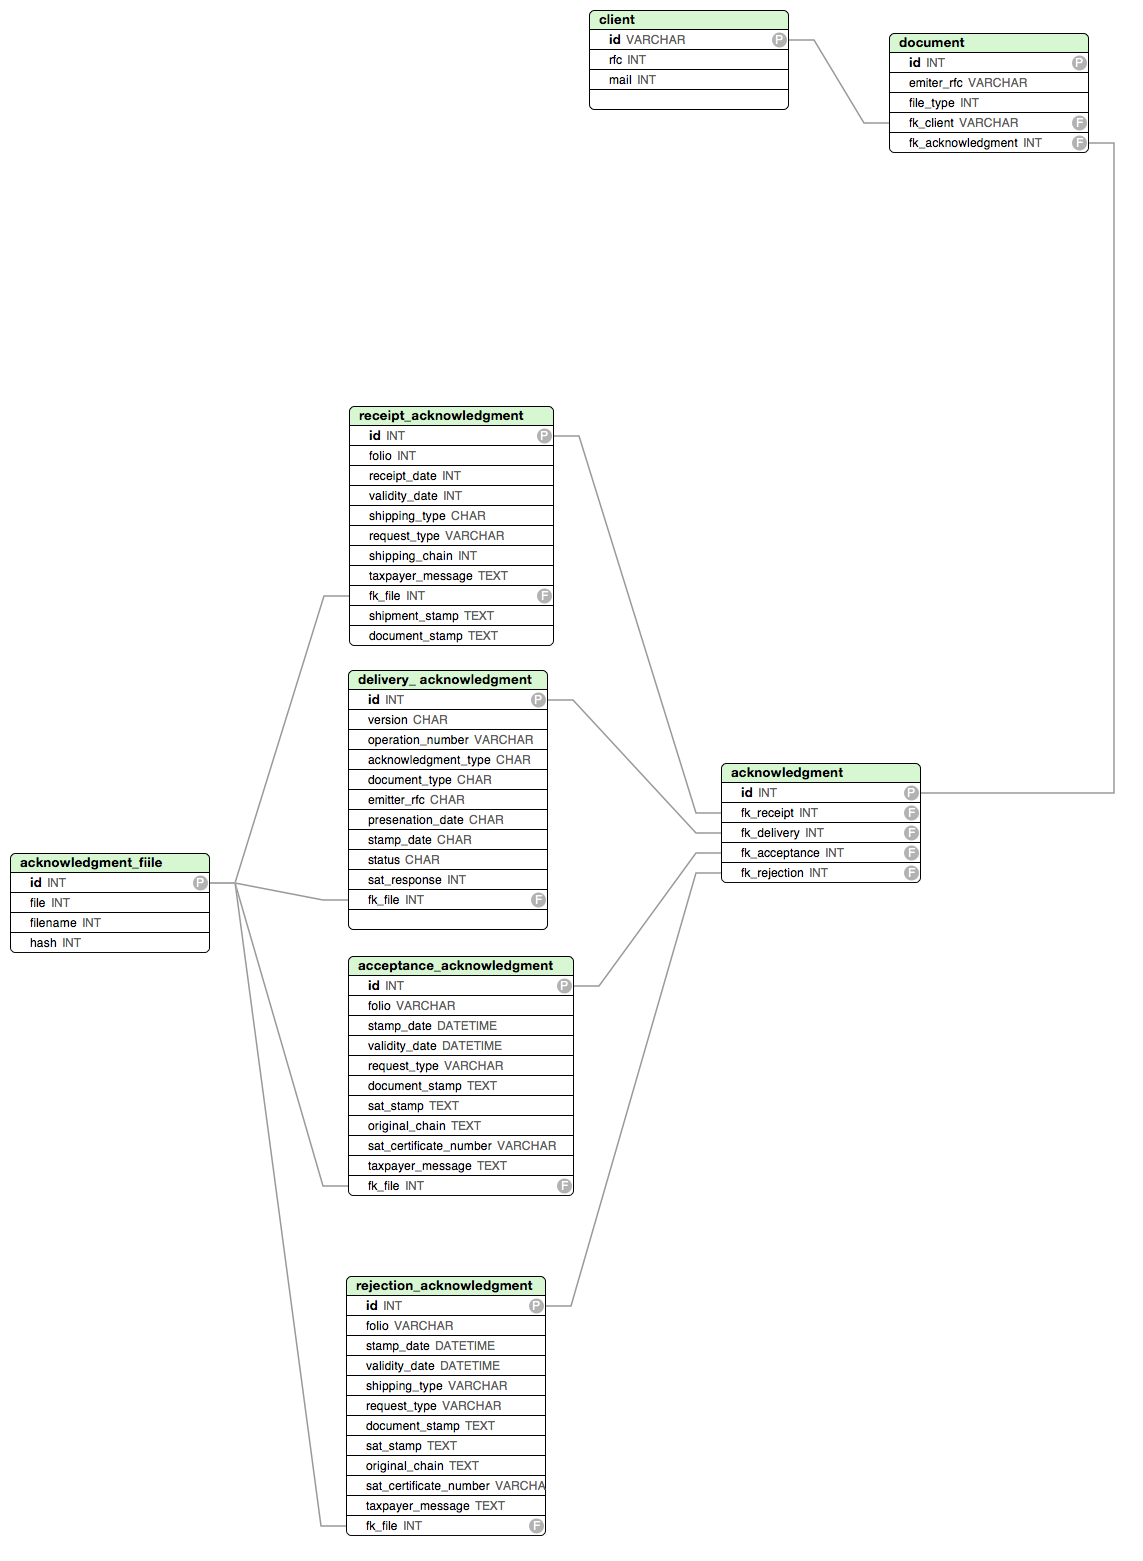 client
id VARCHAR P
rfc INT
mail INT
document
id INT P
emiter_rfc VARCHAR
file_type INT
fk_client VARCHAR F
fk_acknowledgment INT F
receipt_acknowledgment
id INT P
folio INT
receipt_date INT
validity_date INT
shipping_type CHAR
request_type VARCHAR
shipping_chain INT
taxpayer_message TEXT
fk_file INT F
shipment_stamp TEXT
document_stamp TEXT
delivery_ acknowledgment
id INT P
version CHAR
operation_number VARCHAR
acknowledgment_type CHAR
document_type CHAR
emitter_rfc CHAR
presenation_date CHAR
stamp_date CHAR
status CHAR
sat_response INT
fk_file INT F
acknowledgment
id INT P
fk_receipt INT F
fk_delivery INT F
fk_acceptance INT F
fk_rejection INT F
acknowledgment_fiile
id INT P
file INT
filename INT
hash INT
acceptance_acknowledgment
id INT P
folio VARCHAR
stamp_date DATETIME
validity_date DATETIME
request_type VARCHAR
document_stamp TEXT
sat_stamp TEXT
original_chain TEXT
sat_certificate_number VARCHAR
taxpayer_message TEXT
fk_file INT F
rejection_acknowledgment
id INT P
folio VARCHAR
stamp_date DATETIME
validity_date DATETIME
shipping_type VARCHAR
request_type VARCHAR
document_stamp TEXT
sat_stamp TEXT
original_chain TEXT
sat_certificate_number VARCHA
taxpayer_message TEXT
fk_file INT F